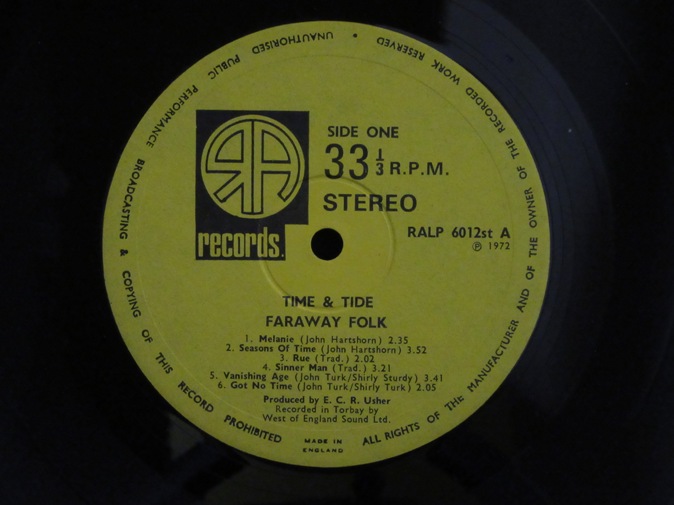 ALL RIGHTS OF THE MANUFACTURER AND OF THE OWNER OF THE RECORDED WORK RESERVED • UNAUTHORISED PUBLIC PERFORMANCE BROADCASTING & COPYING OF THIS RECORD PROHIBITED
RA
records.
SIDE ONE
33 1/3 R.P.M.
STEREO
RALP 6012st A
℗ 1972
TIME & TIDE
FARAWAY FOLK
1. Melanie (John Hartshorn) 2.35
2. Seasons Of Time (John Hartshorn) 3.52
3. Rue (Trad.) 2.02
4. Sinner Man (Trad.) 3.21
5. Vanishing Age (John Turk/Shirly Sturdy) 3.41
6. Got No Time (John Turk/Shirly Turk) 2.05
Produced by E. C. R. Usher
Recorded in Torbay by
West of England Sound Ltd.
MADE IN
ENGLAND